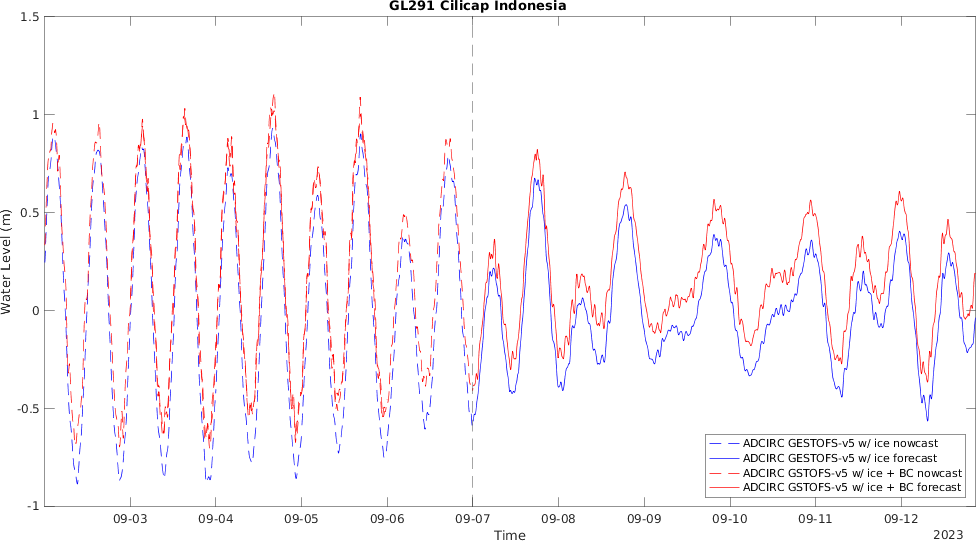 GL291 Cilicap Indonesia
1.5
1
0.5
0
-0.5
-1
Water Level (m)
ADCIRC GESTOFS-v5 w/ ice nowcast
ADCIRC GESTOFS-v5 w/ ice forecast
ADCIRC GSTOFS-v5 w/ ice + BC nowcast
ADCIRC GSTOFS-v5 w/ ice + BC forecast
09-03 09-04 09-05 09-06 09-07 09-08 09-09 09-10 09-11 09-12
Time
2023